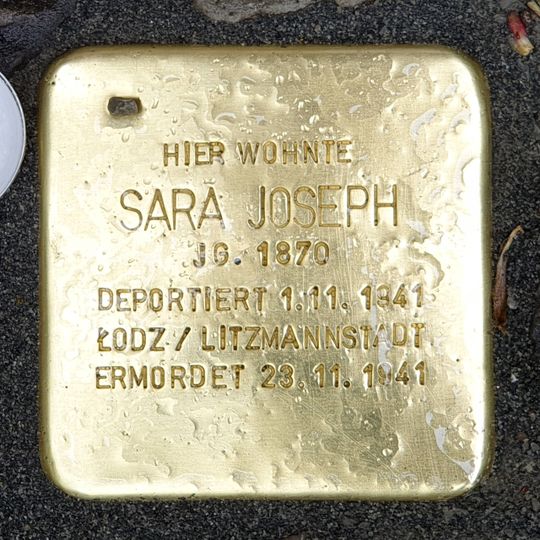 HIER WOHNTE
SARA JOSEPH
JG. 1870
DEPORTIERT 1.11.1941
ŁODZ / LITZMANNSTADT
ERMORDET 23.11.1941